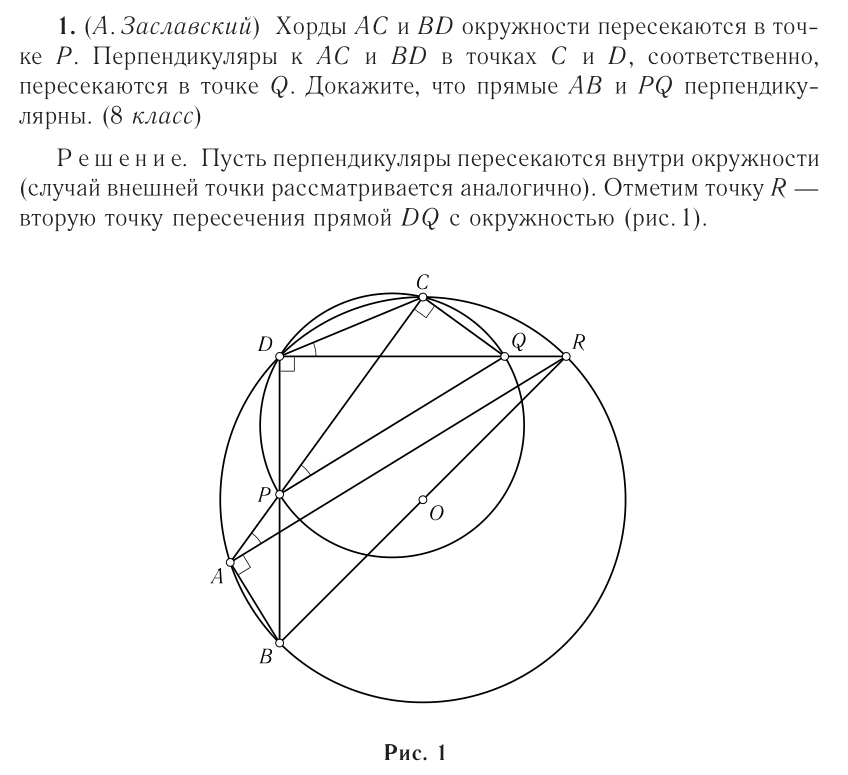 1. (А. Заславский) Хорды AC и BD окружности пересекаются в точ-
ке P. Перпендикуляры к AC и BD в точках C и D, соответственно,
пересекаются в точке Q. Докажите, что прямые AB и PQ перпендику-
лярны. (8 класс)
Решение. Пусть перпендикуляры пересекаются внутри окружности
(случай внешней точки рассматривается аналогично). Отметим точку R —
вторую точку пересечения прямой DQ с окружностью (рис. 1).
C
D
Q
R
P
O
A
B
Рис. 1